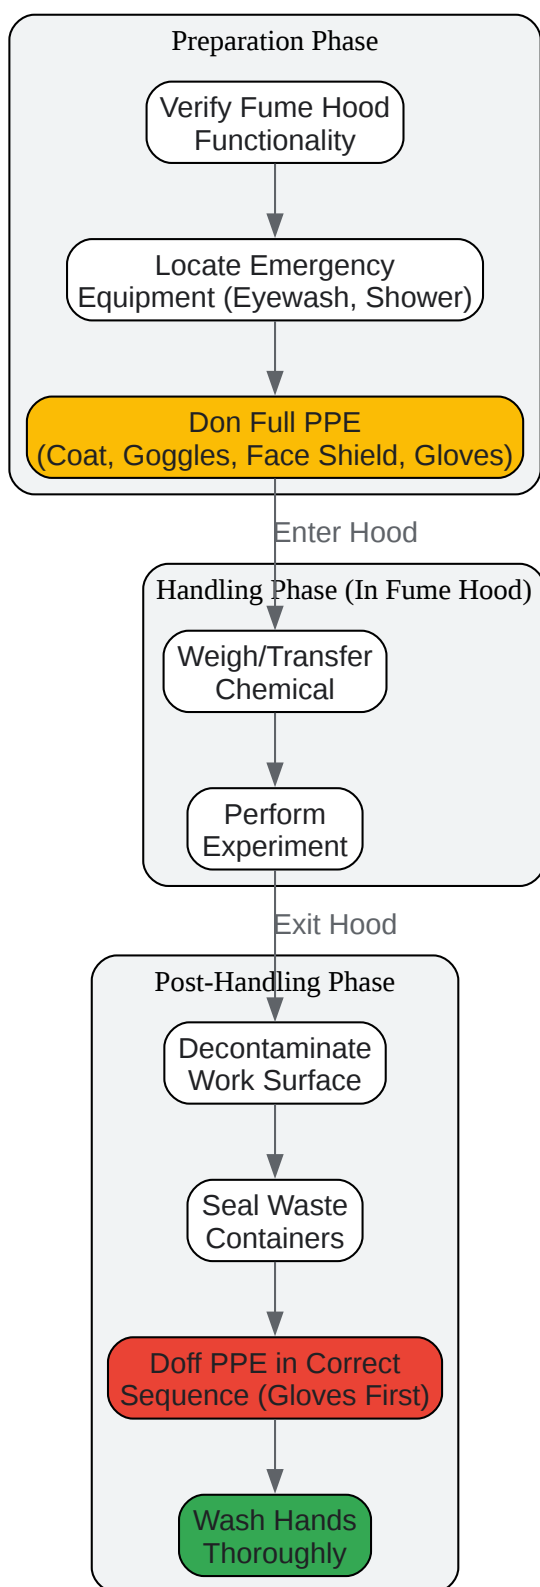 Preparation Phase
Verify Fume Hood
Functionality
Locate Emergency
Equipment (Eyewash, Shower)
Don Full PPE
(Coat, Goggles, Face Shield, Gloves)
Enter Hood
Handling Phase (In Fume Hood)
Weigh/Transfer
Chemical
Perform
Experiment
Exit Hood
Post-Handling Phase
Decontaminate
Work Surface
Seal Waste
Containers
Doff PPE in Correct
Sequence (Gloves First)
Wash Hands
Thoroughly